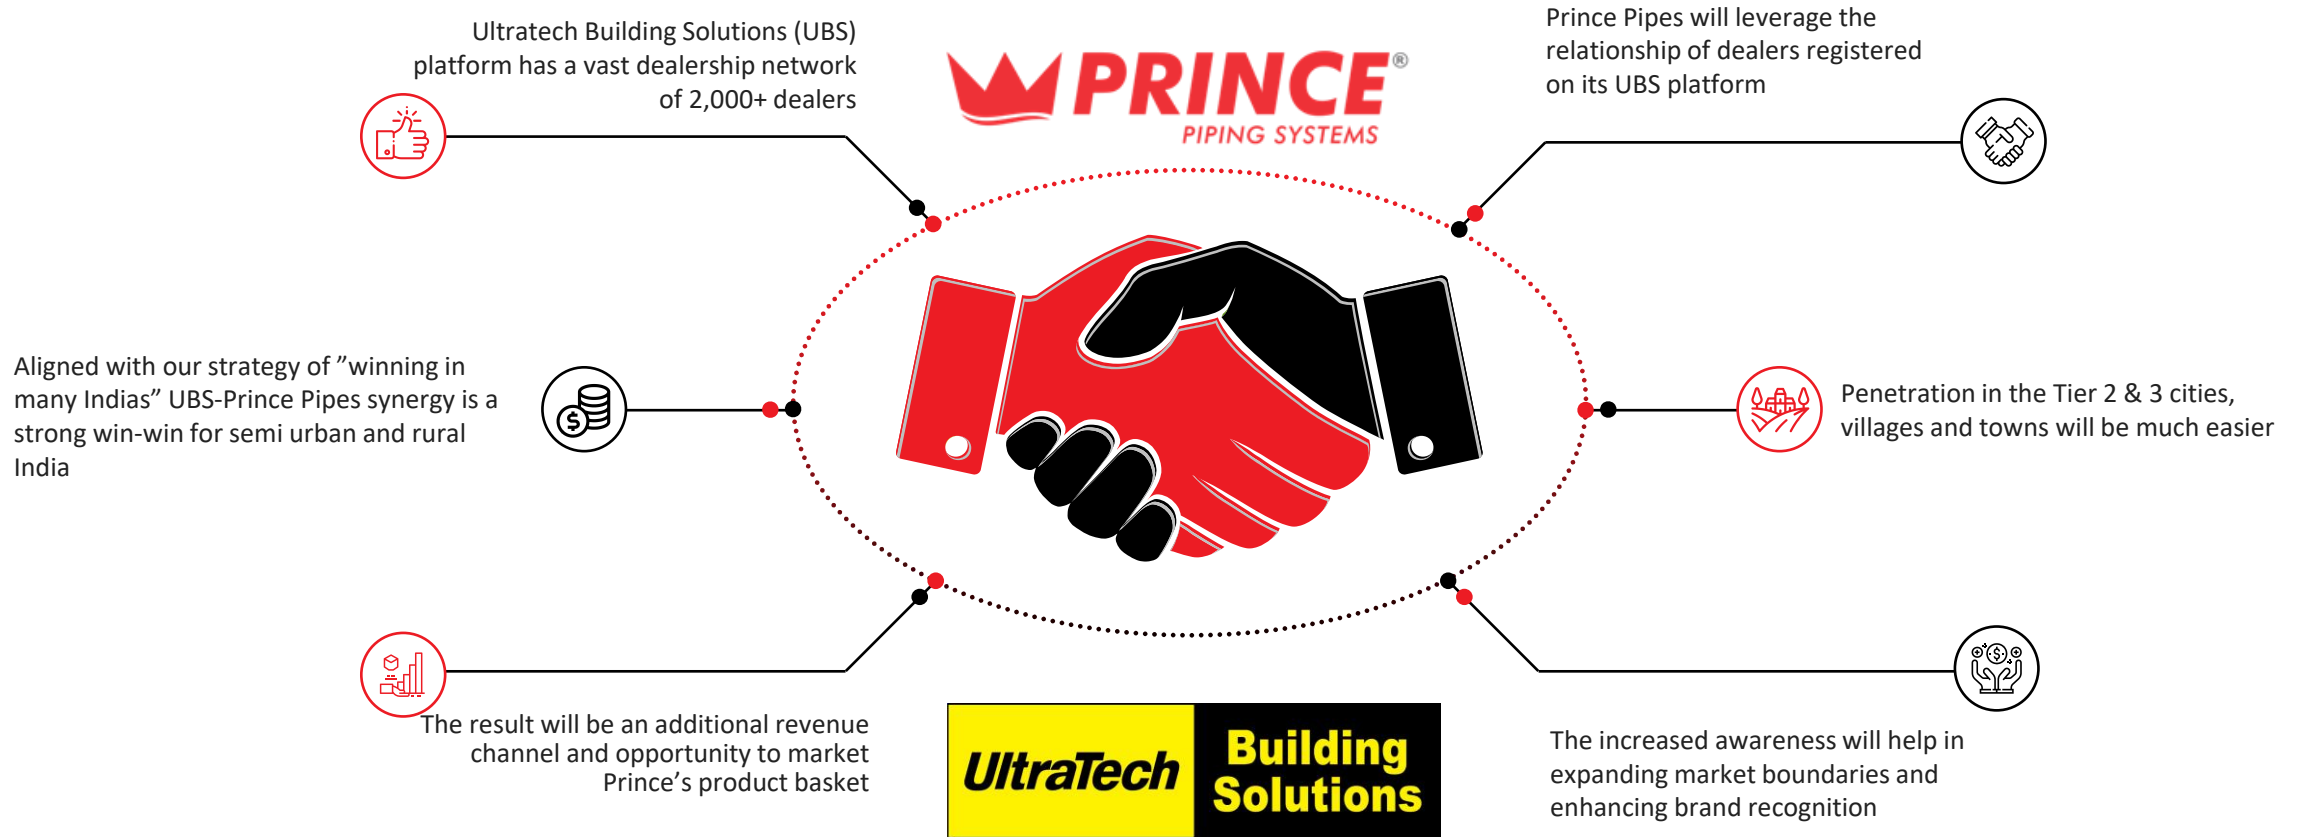 Ultratech Building Solutions (UBS)
platform has a vast dealership network
of 2,000+ dealers
PRINCE®
PIPING SYSTEMS
Prince Pipes will leverage the
relationship of dealers registered
on its UBS platform
Aligned with our strategy of ”winning in
many Indias” UBS-Prince Pipes synergy is a
strong win-win for semi urban and rural
India
Penetration in the Tier 2 & 3 cities,
villages and towns will be much easier
The result will be an additional revenue
channel and opportunity to market
Prince’s product basket
UltraTech
Building
Solutions
The increased awareness will help in
expanding market boundaries and
enhancing brand recognition